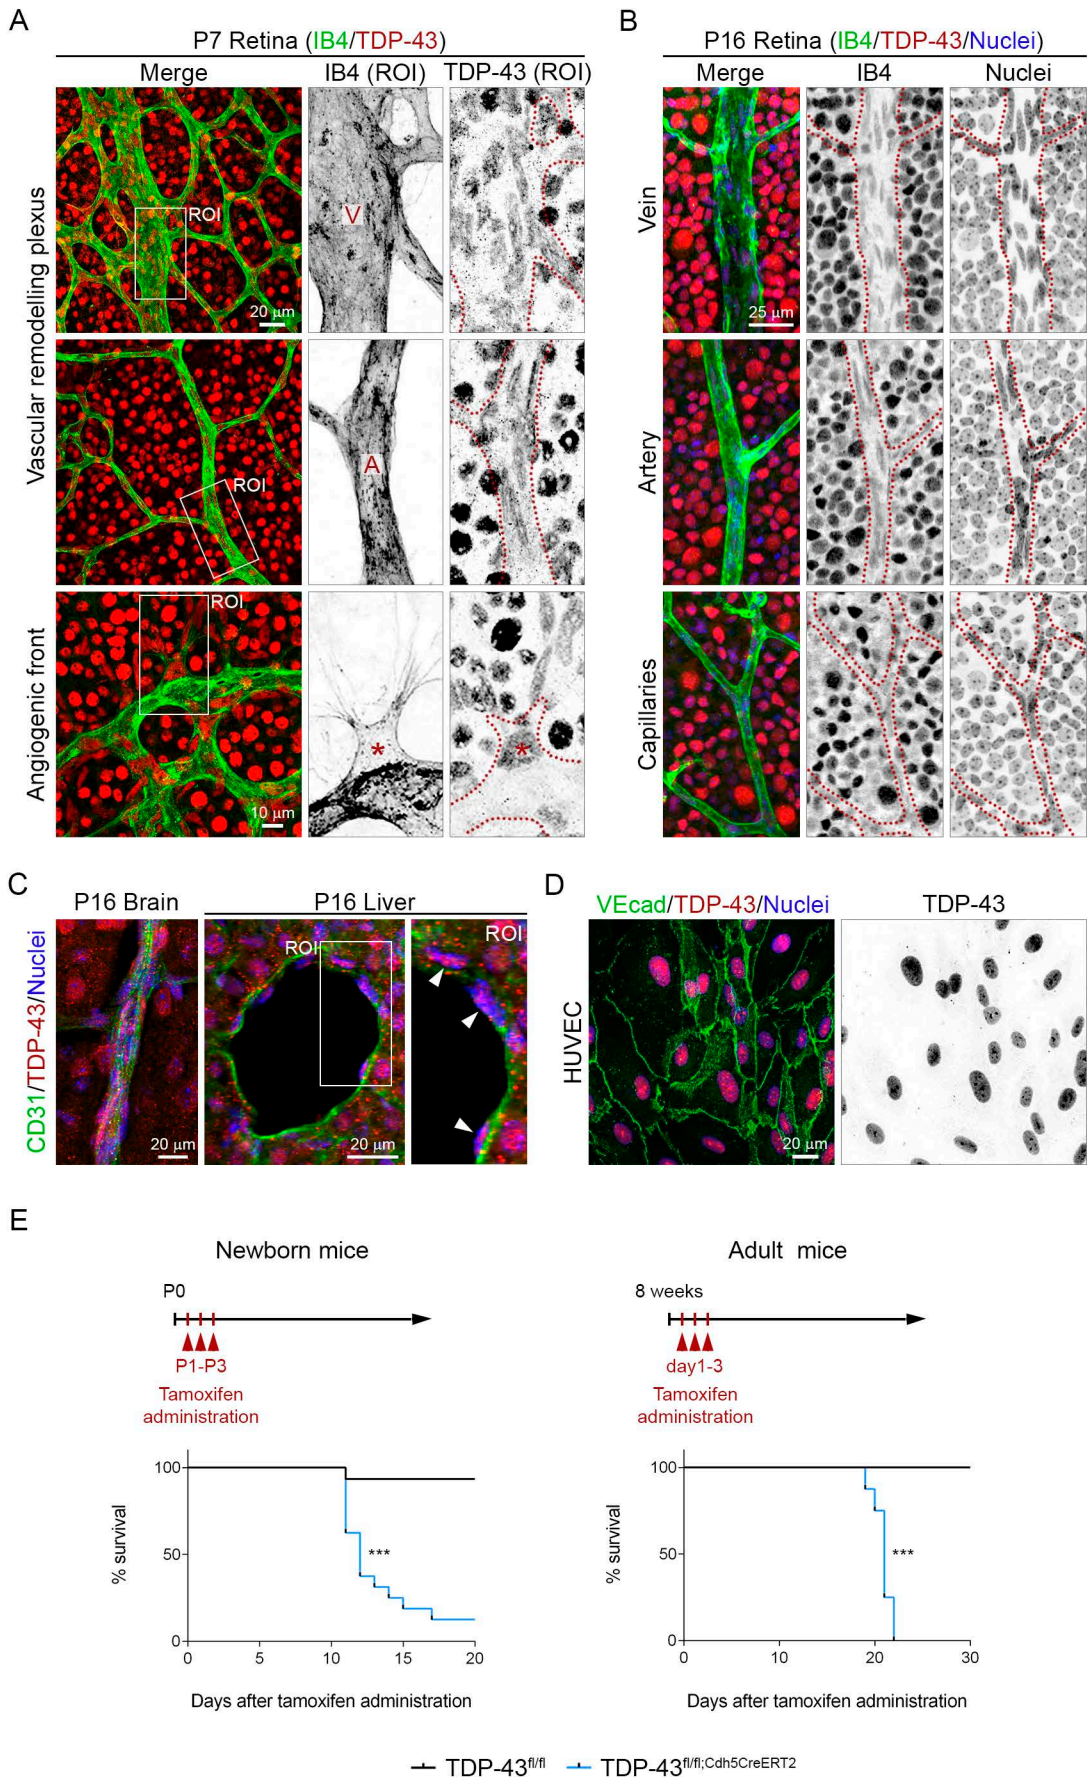 A
P7 Retina (IB4/TDP-43)
Merge
IB4 (ROI)
TDP-43 (ROI)
Vascular remodelling plexus
ROI
20 μm
V
ROI
A
Angiogenic front
ROI
10 μm
*
*
B
P16 Retina (IB4/TDP-43/Nuclei)
Merge
IB4
Nuclei
Vein
25 μm
Artery
Capillaries
C
P16 Brain
P16 Liver
CD31/TDP-43/Nuclei
20 μm
ROI
20 μm
ROI
D
VEcad/TDP-43/Nuclei
TDP-43
HUVEC
20 μm
E
Newborn mice
P0
P1-P3
Tamoxifen
administration
% survival
100
50
0
***
0 5 10 15 20
Days after tamoxifen administration
Adult mice
8 weeks
day1-3
Tamoxifen
administration
% survival
100
50
0
***
0 10 20 30
Days after tamoxifen administration
TDP-43fl/fl
TDP-43fl/fl;Cdh5CreERT2